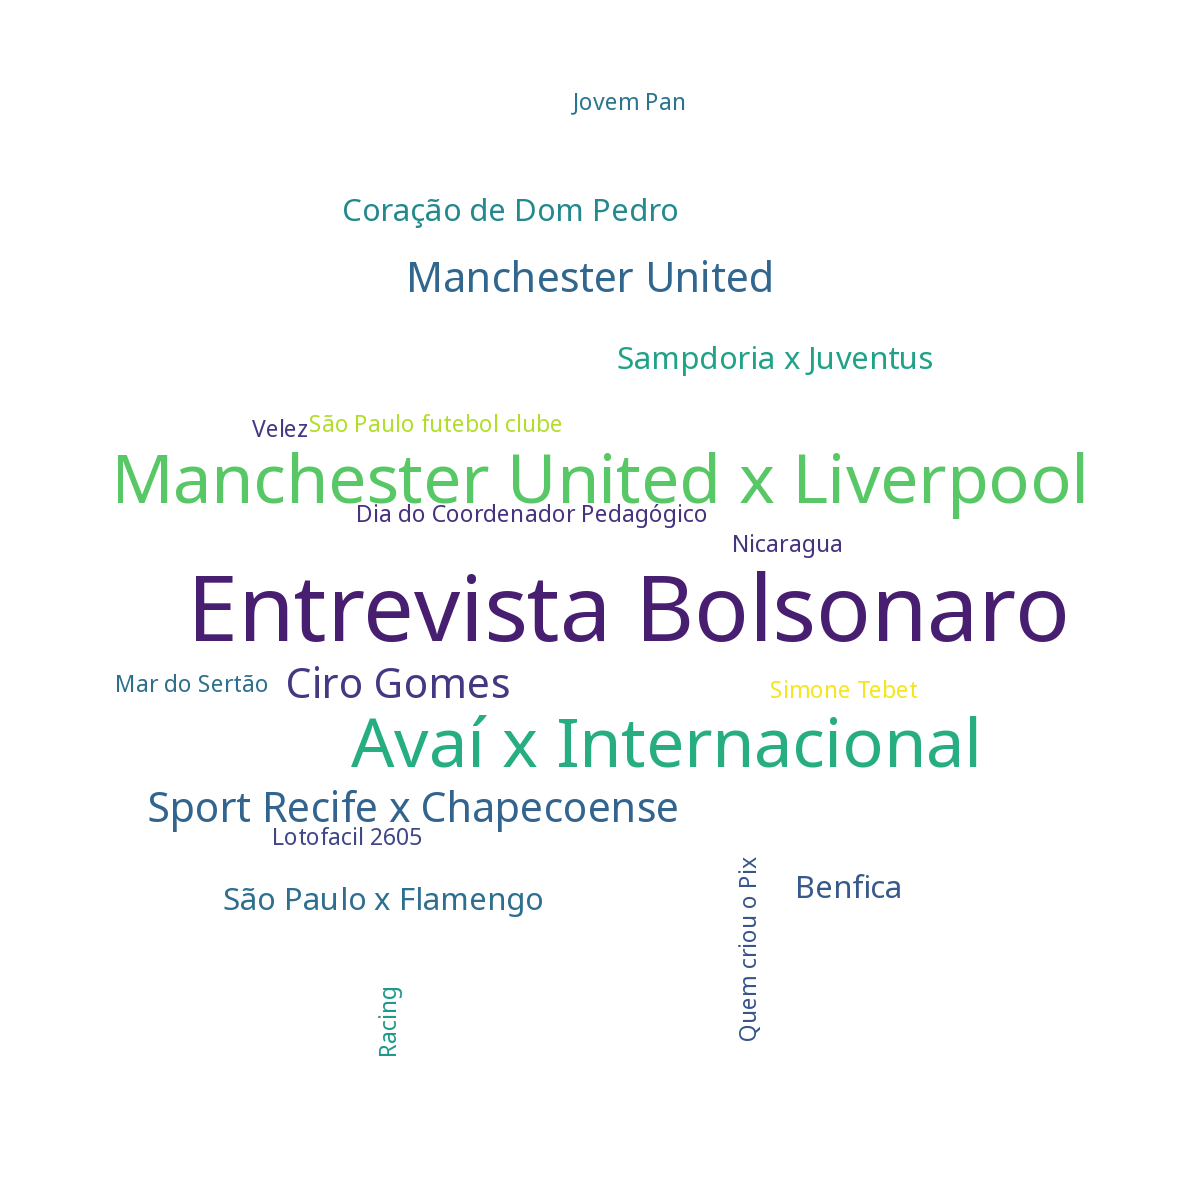 Jovem Pan
Coração de Dom Pedro
Manchester United
Sampdoria x Juventus
São Paulo futebol clube
Velez
Manchester United x Liverpool
Dia do Coordenador Pedagógico
Nicaragua
Entrevista Bolsonaro
Mar do Sertão
Ciro Gomes
Simone Tebet
Avaí x Internacional
Sport Recife x Chapecoense
Lotofacil 2605
São Paulo x Flamengo
Benfica
Quem criou o Pix
Racing